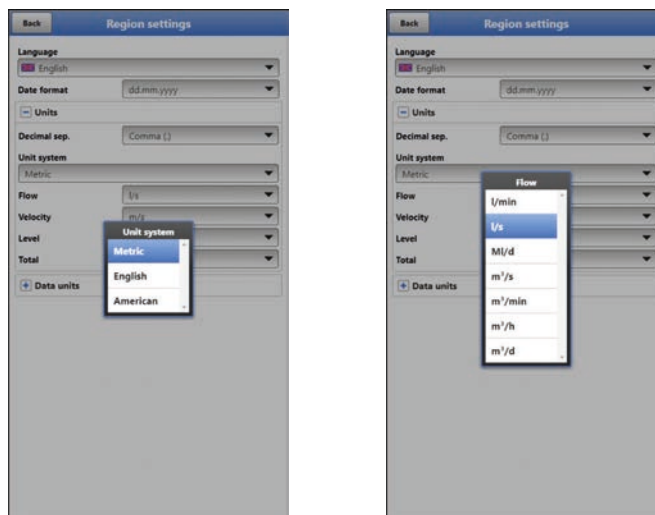 Back Region settings
Language
English
Date format dd.mm.yyyy
Units
Decimal sep. Comma (,)
Unit system
Metric
Flow l/s
Velocity m/s
Level
Total
Data units
Unit system
Metric
English
American
Back Region settings
Language
English
Date format dd.mm.yyyy
Units
Decimal sep. Comma (,)
Unit system
Metric
Flow
Velocity
Level
Total
Data units
Flow
l/min
l/s
Ml/d
m³/s
m³/min
m³/h
m³/d